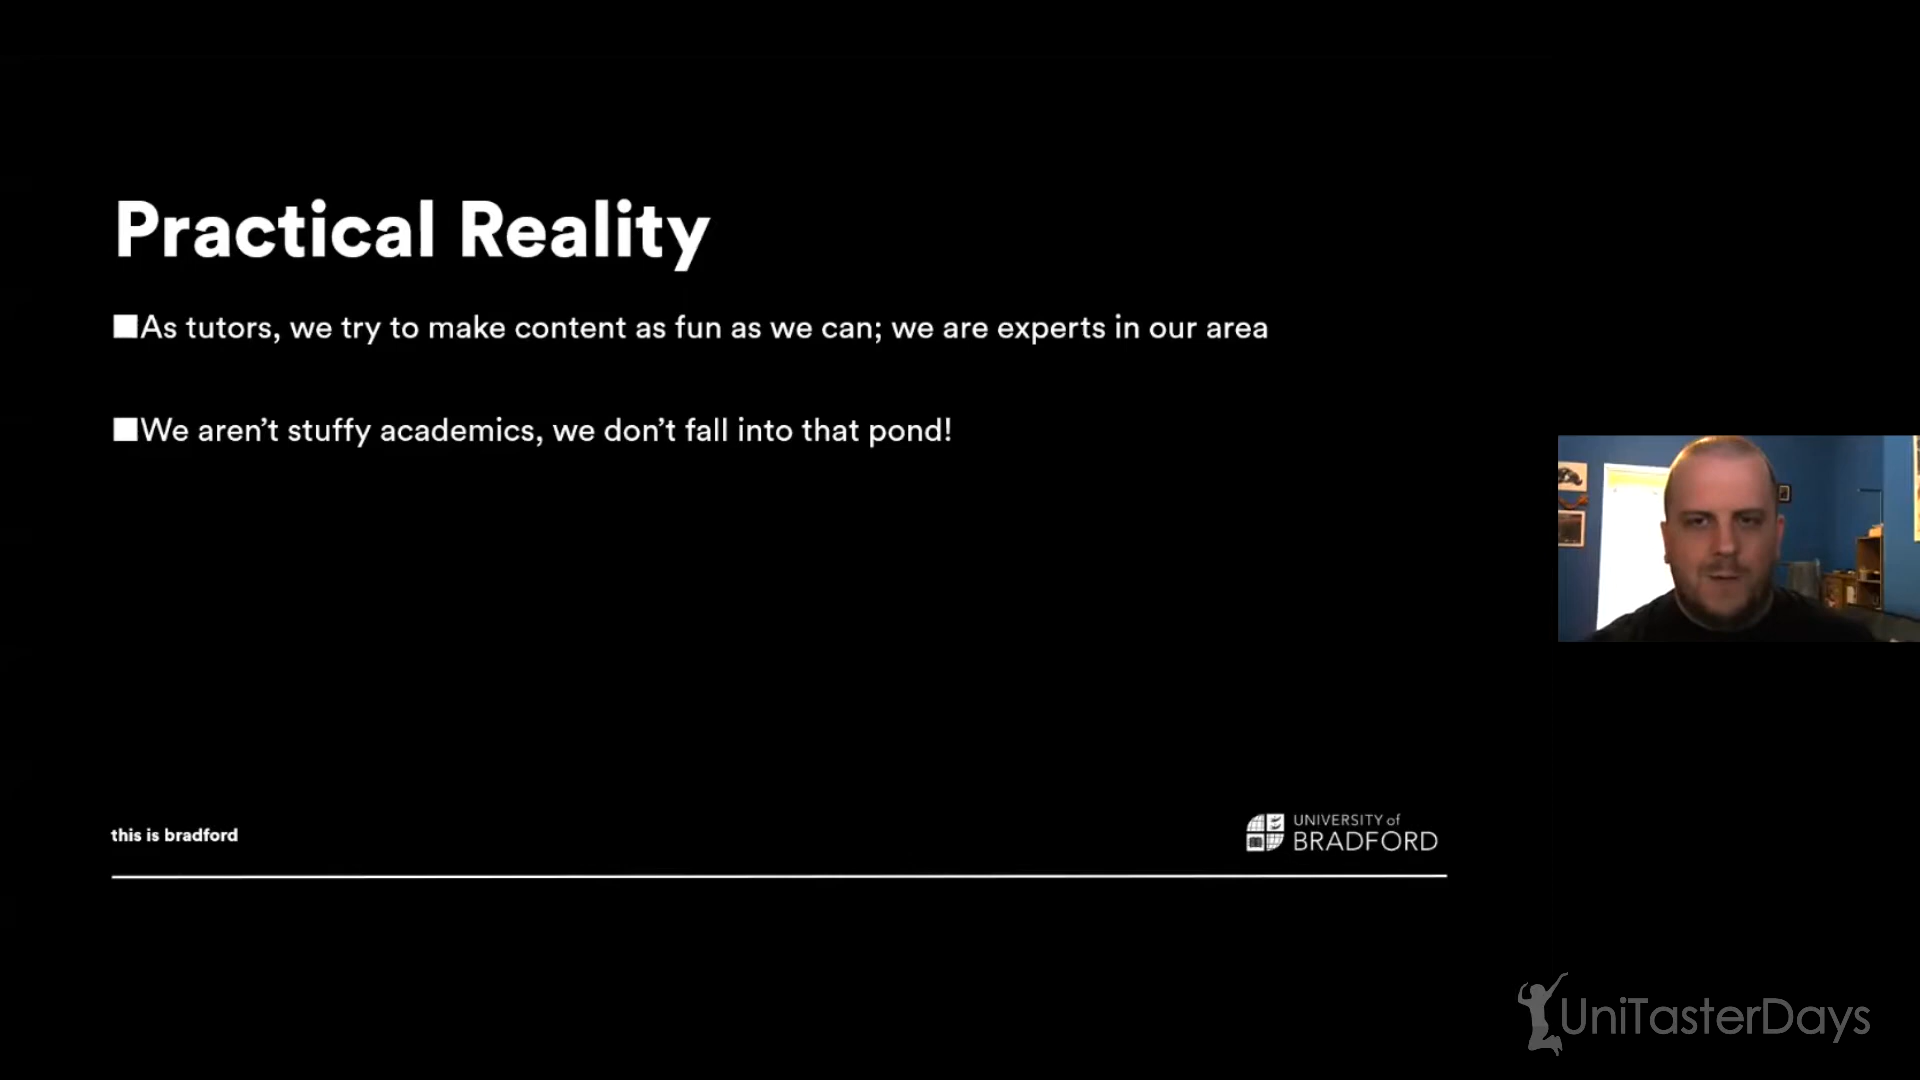 Practical Reality
■As tutors, we try to make content as fun as we can; we are experts in our area
■We aren’t stuffy academics, we don’t fall into that pond!
this is bradford
UNIVERSITY of
BRADFORD
UniTasterDays